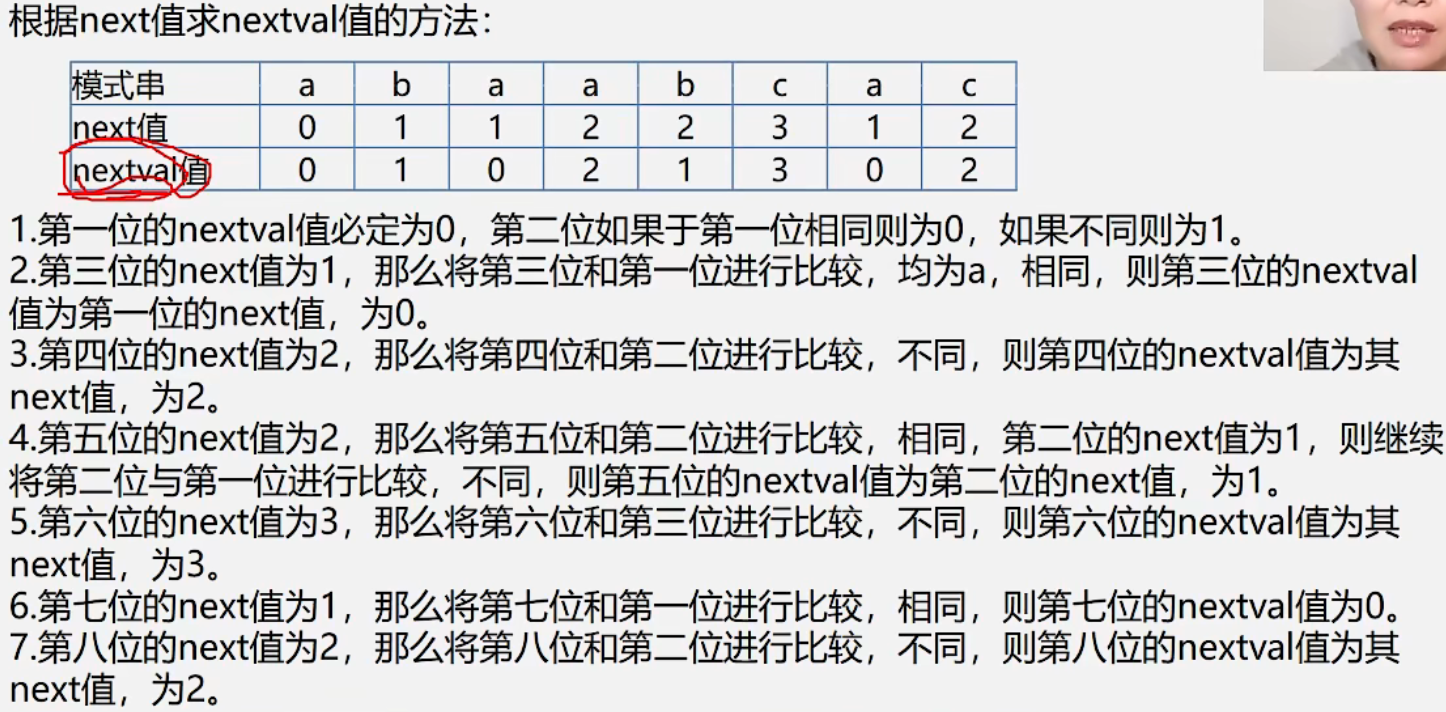 根据next值求nextval值的方法：
模式串 a b a a b c a c
next值 0 1 1 2 2 3 1 2
nextval值 0 1 0 2 1 3 0 2
1.第一位的nextval值必定为0，第二位如果于第一位相同则为0，如果不同则为1。
2.第三位的next值为1，那么将第三位和第一位进行比较，均为a，相同，则第三位的nextval
值为第一位的next值，为0。
3.第四位的next值为2，那么将第四位和第二位进行比较，不同，则第四位的nextval值为其
next值，为2。
4.第五位的next值为2，那么将第五位和第二位进行比较，相同，第二位的next值为1，则继续
将第二位与第一位进行比较，不同，则第五位的nextval值为第二位的next值，为1。
5.第六位的next值为3，那么将第六位和第三位进行比较，不同，则第六位的nextval值为其
next值，为3。
6.第七位的next值为1，那么将第七位和第一位进行比较，相同，则第七位的nextval值为0。
7.第八位的next值为2，那么将第八位和第二位进行比较，不同，则第八位的nextval值为其
next值，为2。